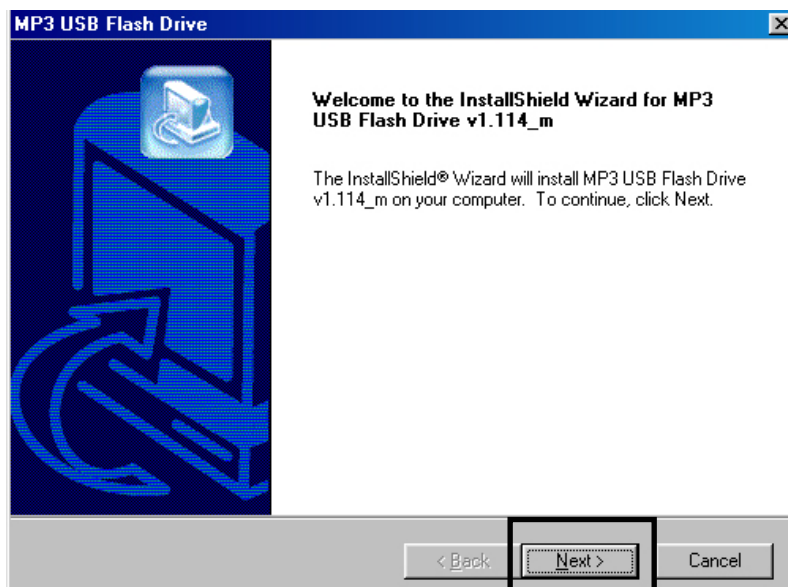 MP3 USB Flash Drive
Welcome to the InstallShield Wizard for MP3
USB Flash Drive v1.114_m
The InstallShield® Wizard will install MP3 USB Flash Drive
v1.114_m on your computer.  To continue, click Next.
< Back
Next >
Cancel